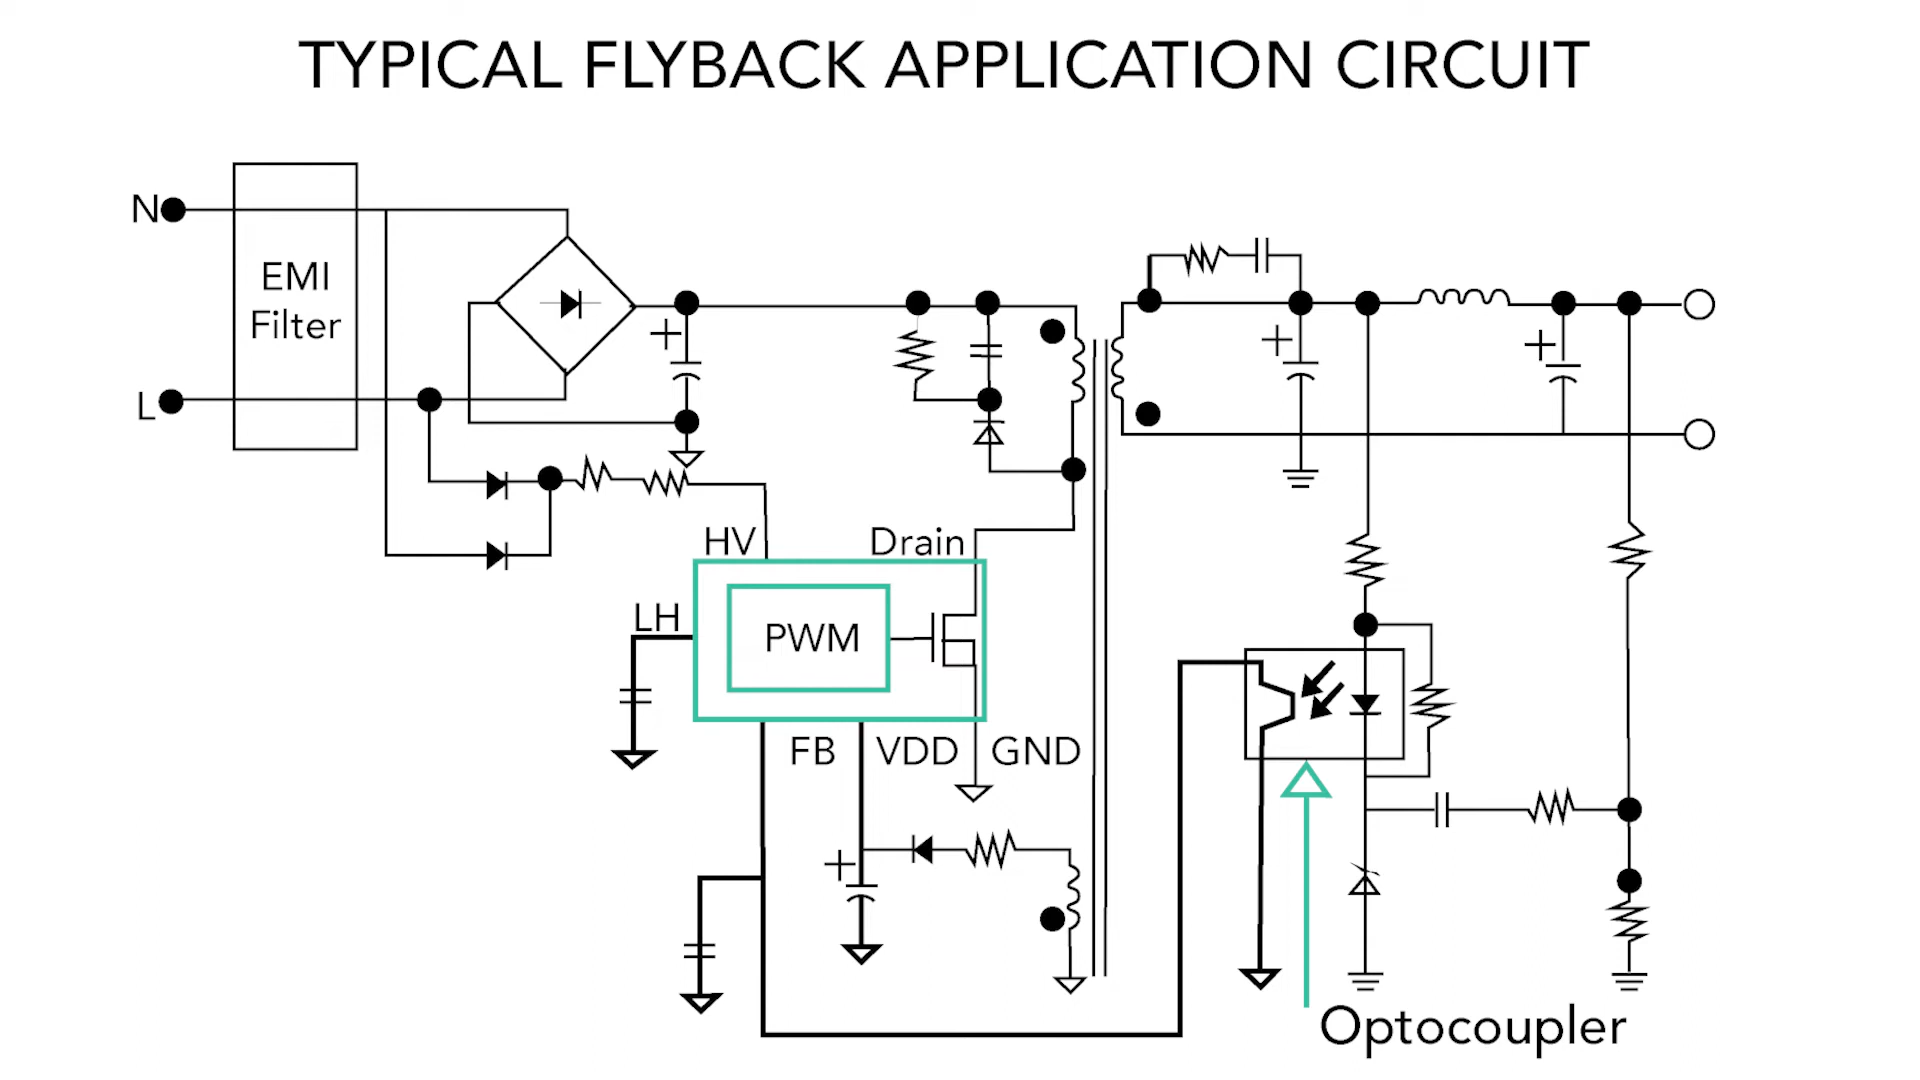 TYPICAL FLYBACK APPLICATION CIRCUIT
N
EMI
Filter
L
+
+
+
HV
Drain
LH
PWM
FB
VDD
GND
+
Optocoupler